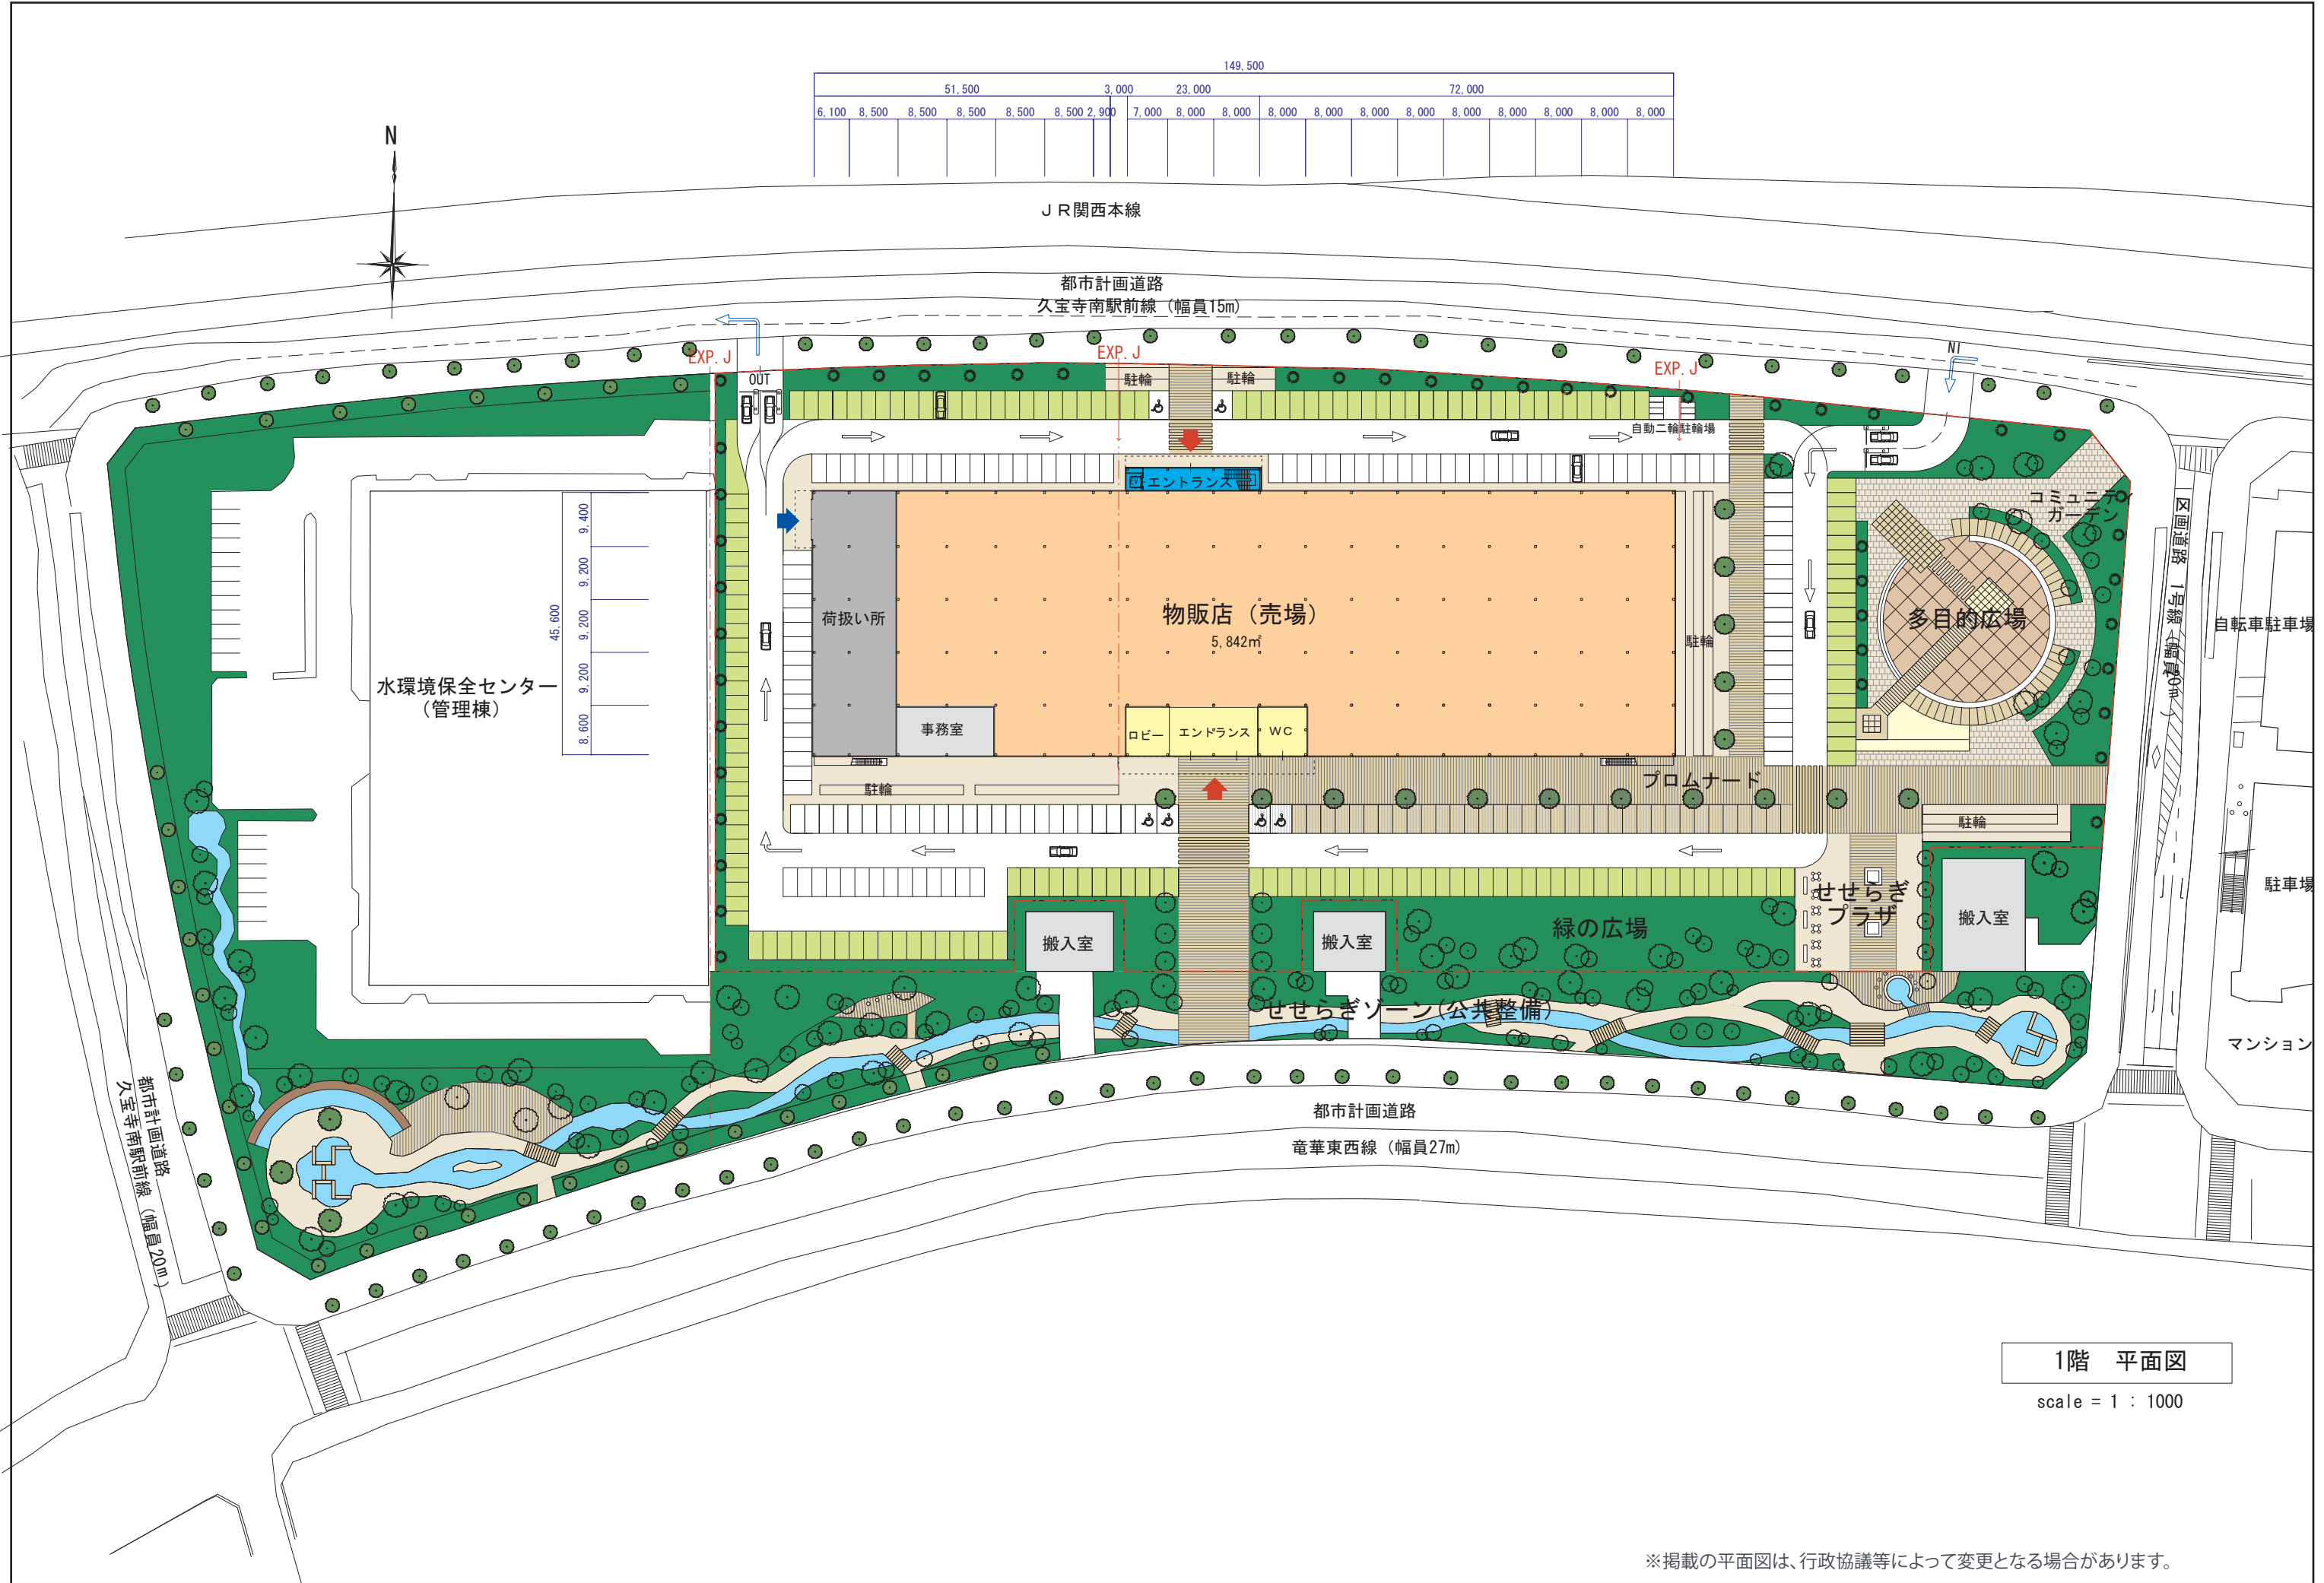 149,500
51,500 3,000 23,000 72,000
6,100 8,500 8,500 8,500 8,500 8,500 2,900 7,000 8,000 8,000 8,000 8,000 8,000 8,000 8,000 8,000 8,000 8,000 8,000
N
ＪＲ関西本線
都市計画道路
久宝寺南駅前線（幅員15m）
EXP.J
EXP.J
EXP.J
OUT
IN
駐輪
駐輪
自動二輪駐輪場
エントランス
コミュニティ
ガーデン
区画道路 1号線（幅員20m）
自転車駐車場
9,400
9,200
9,200
9,200
8,600
45,600
荷扱い所
物販店（売場）
5,842㎡
駐輪
多目的広場
水環境保全センター
（管理棟）
事務室
ロビー
エントランス
ＷＣ
駐輪
プロムナード
駐輪
せせらぎ
プラザ
駐車場
搬入室
搬入室
緑の広場
搬入室
せせらぎゾーン(公共整備)
マンション
都市計画道路
久宝寺南駅前線（幅員20m）
都市計画道路
竜華東西線（幅員27m）
1階 平面図
scale = 1 : 1000
※掲載の平面図は、行政協議等によって変更となる場合があります。